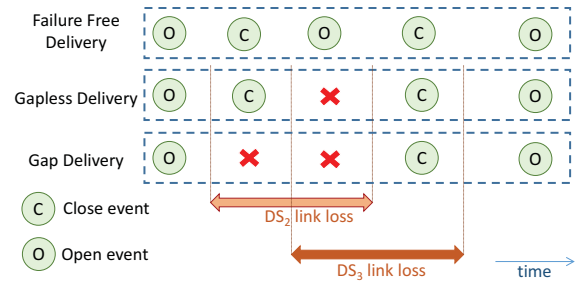 Failure Free
Delivery
O C O C O
Gapless Delivery
O C C O
Gap Delivery
O C O
C Close event
DS₂ link loss
O Open event
DS₃ link loss
time